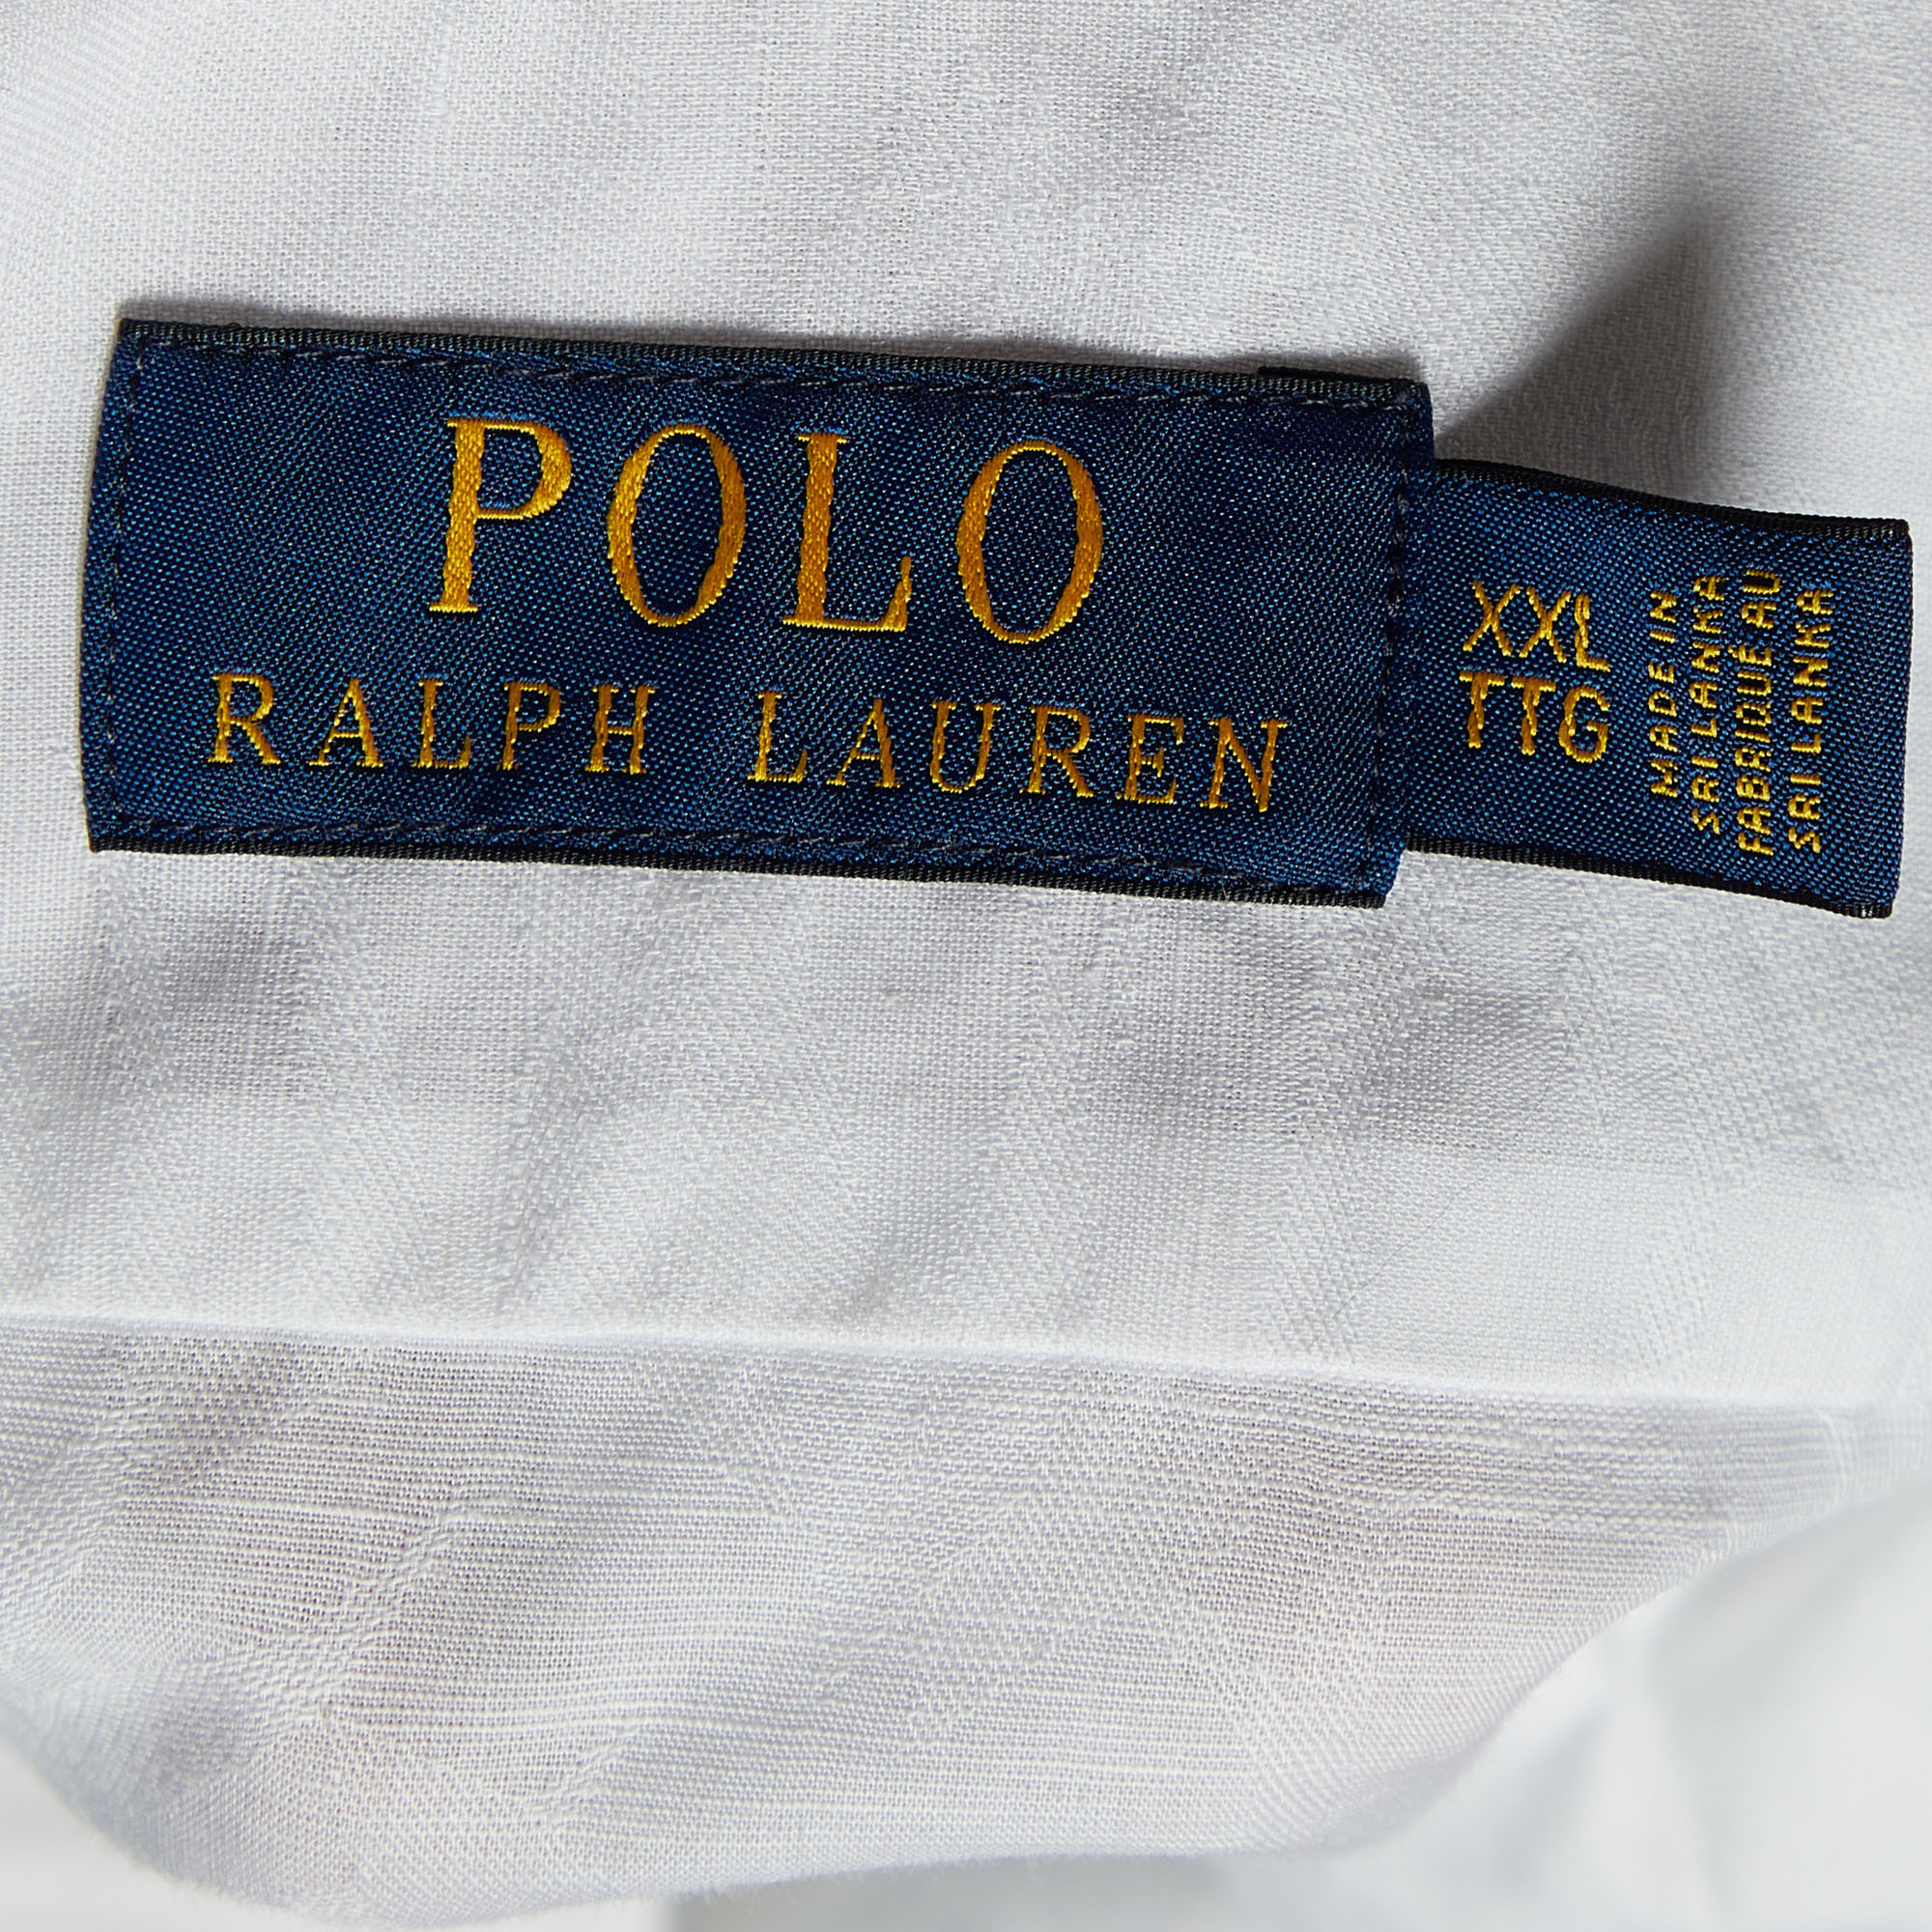 POLO
RALPH LAUREN
XXL
TTG
MADE IN
SRI LANKA
FABRIQUÉ AU
SRI LANKA